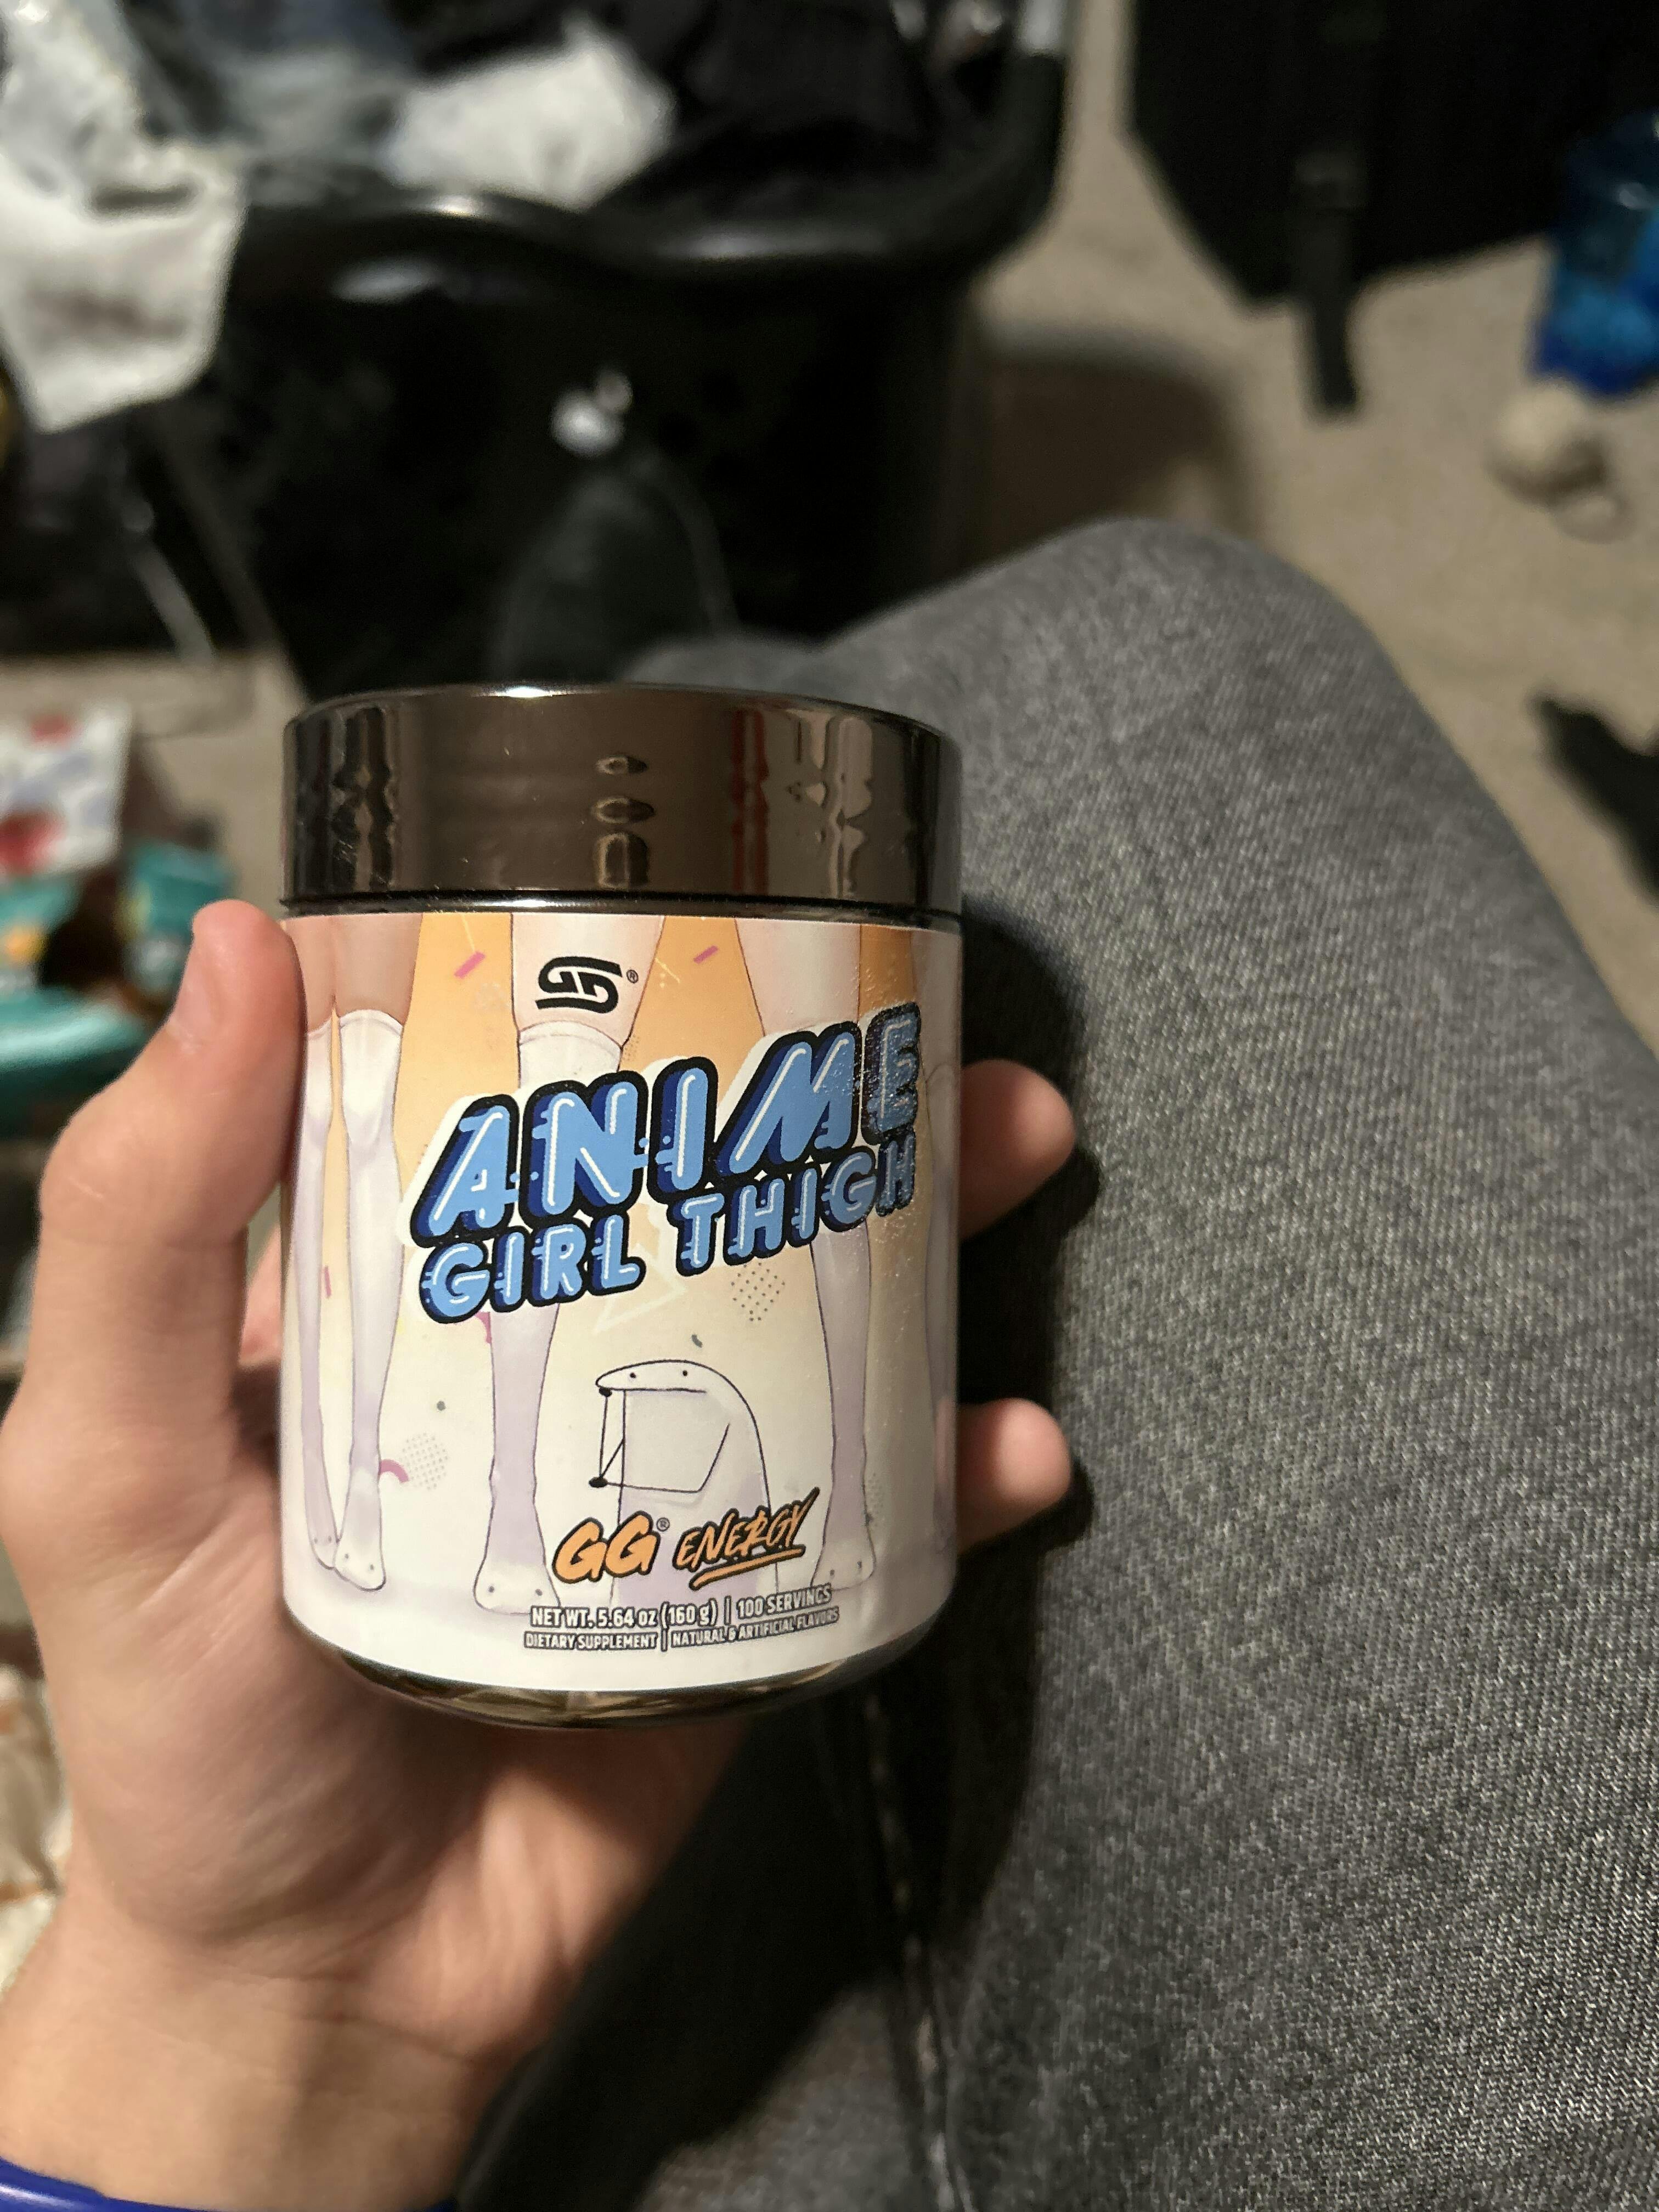 ®
ANIME
GIRL THIGH
GG® ENERGY
NET WT. 5.64 oz (160 g) | 100 SERVINGS
DIETARY SUPPLEMENT | NATURAL & ARTIFICIAL FLAVORS